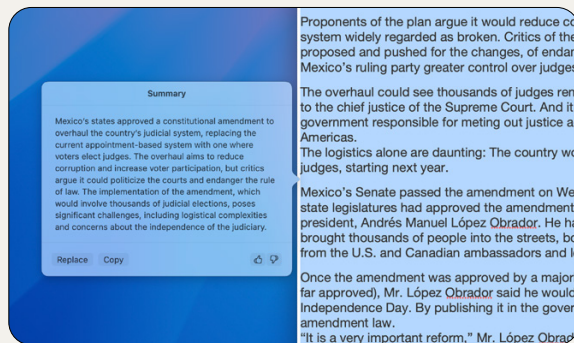 Summary
Mexico's states approved a constitutional amendment to
overhaul the country's judicial system, replacing the
current appointment-based system with one where
voters elect judges. The overhaul aims to reduce
corruption and increase voter participation, but critics
argue it could politicize the courts and endanger the rule
of law. The implementation of the amendment, which
would involve thousands of judicial elections, poses
significant challenges, including logistical complexities
and concerns about the independence of the judiciary.
Replace Copy
Proponents of the plan argue it would reduce
system widely regarded as broken. Critics of the
proposed and pushed for the changes, of endan
Mexico's ruling party greater control over judges
The overhaul could see thousands of judges
to the chief justice of the Supreme Court. And it
government responsible for meting out justice
Americas.
The logistics alone are daunting: The country
judges, starting next year.
Mexico's Senate passed the amendment on
state legislatures had approved the amendment
president, Andrés Manuel López Obrador. He
brought thousands of people into the streets,
from the U.S. and Canadian ambassadors and
Once the amendment was approved by a
far approved), Mr. López Obrador said he would
Independence Day. By publishing it in the
amendment law.
"It is a very important reform," Mr. López